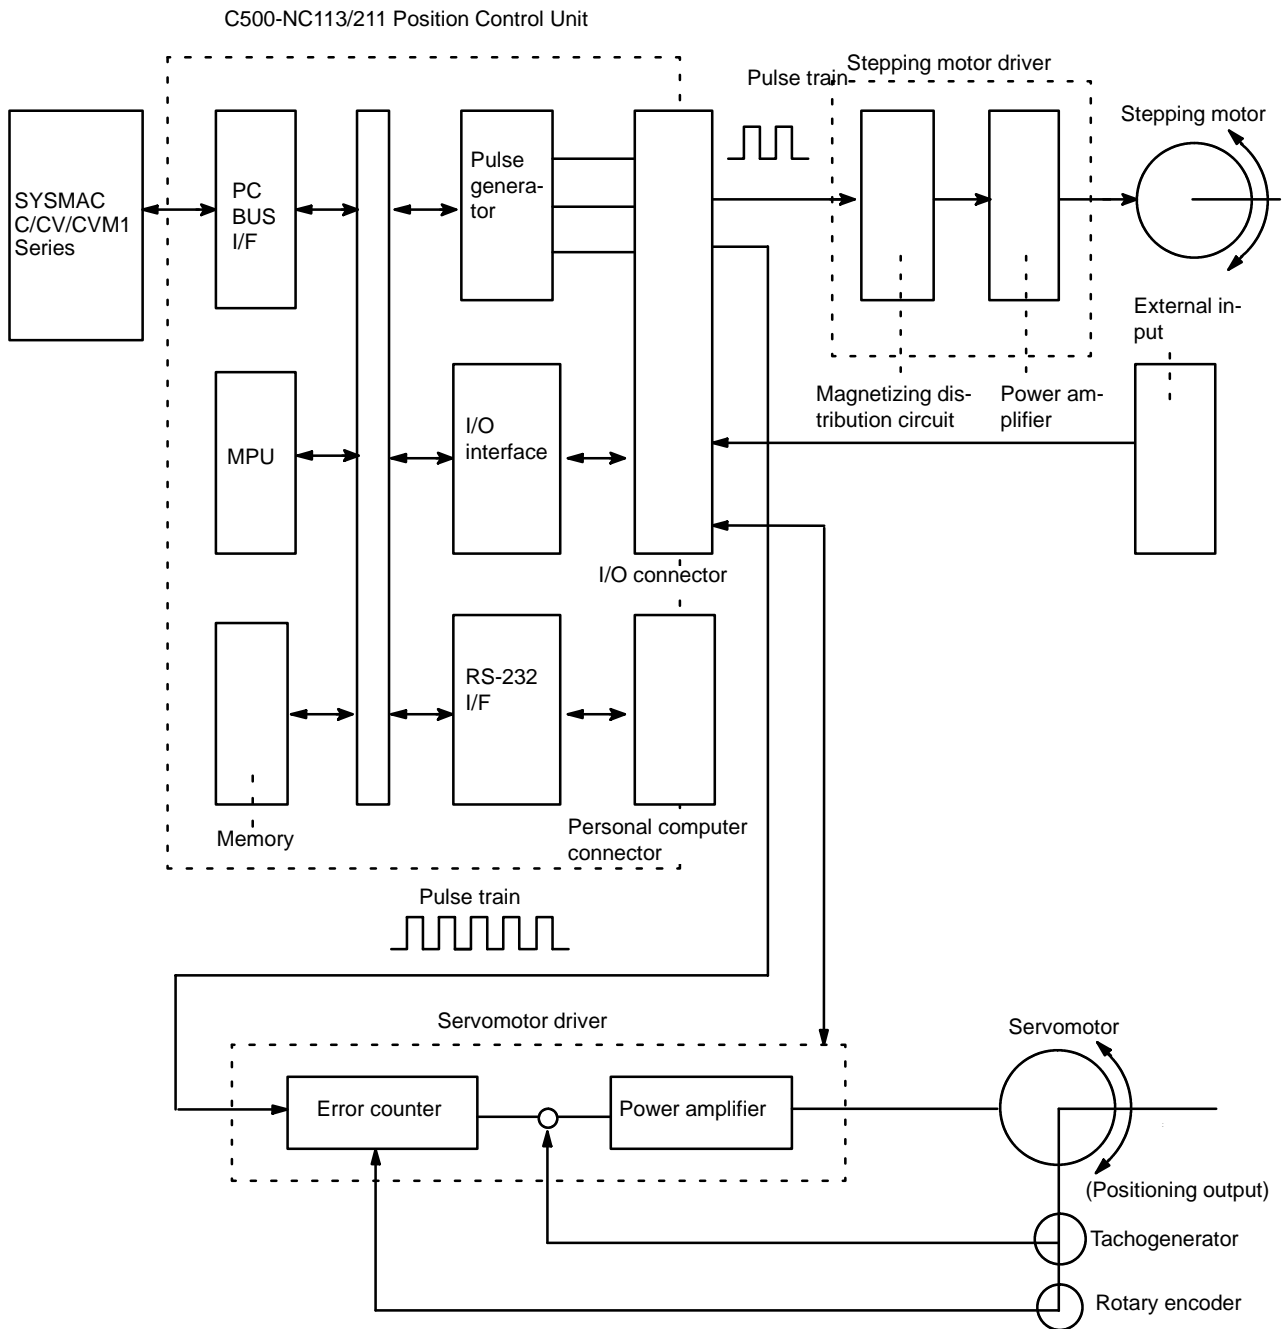 C500-NC113/211 Position Control Unit
Pulse train
Stepping motor driver
Stepping motor
SYSMAC
C/CV/CVM1
Series
PC
BUS
I/F
Pulse
genera-
tor
External in-
put
Magnetizing dis-
tribution circuit
Power am-
plifier
MPU
I/O
interface
I/O connector
RS-232
I/F
Memory
Personal computer
connector
Pulse train
Servomotor driver
Servomotor
Error counter
Power amplifier
(Positioning output)
Tachogenerator
Rotary encoder